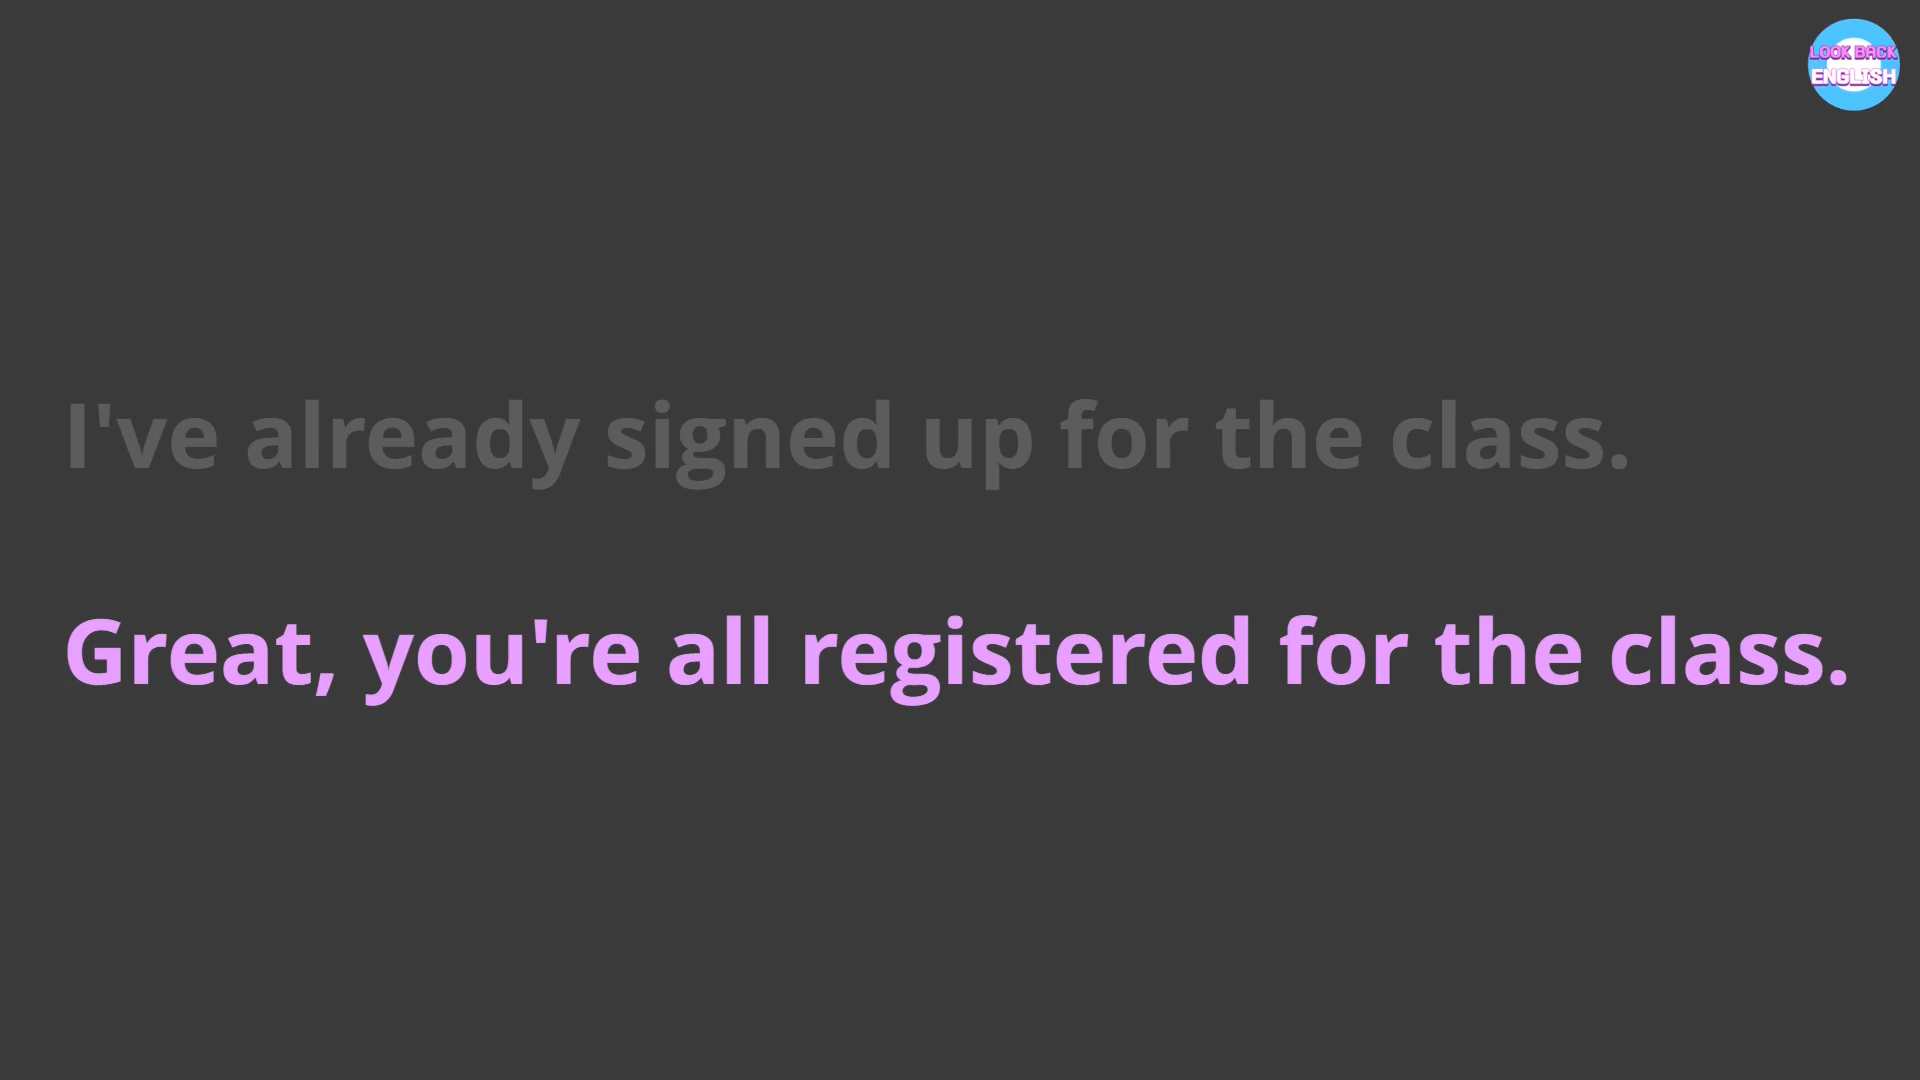 LOOK BACK
ENGLISH
I've already signed up for the class.
Great, you're all registered for the class.